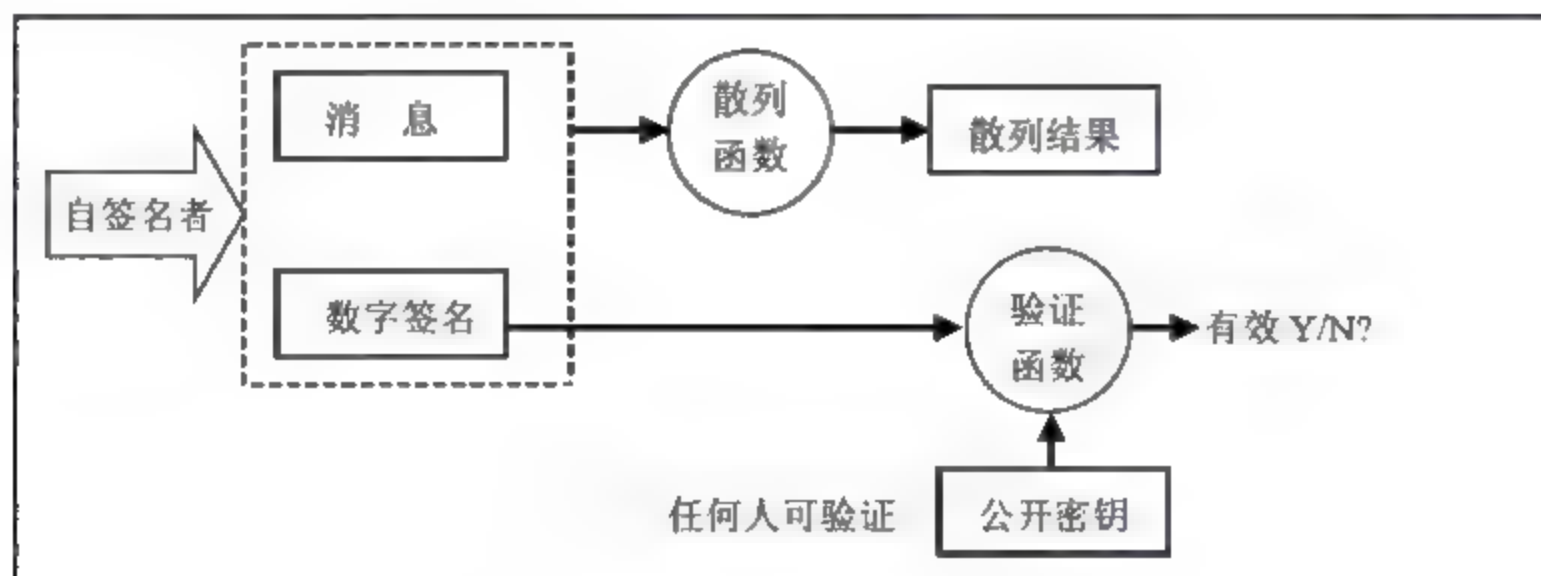 消 息
散列
函数
散列结果
自签名者
数字签名
验证
函数
有效 Y/N?
任何人可验证
公开密钥